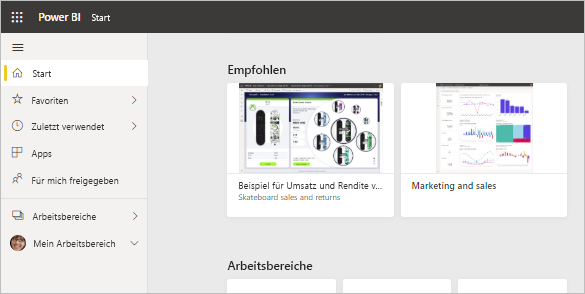 Power BI Start
Start
Favoriten
Zuletzt verwendet
Apps
Für mich freigegeben
Arbeitsbereiche
Mein Arbeitsbereich
Empfohlen
Beispiel für Umsatz und Rendite v...
Skateboard sales and returns
Marketing and sales
Arbeitsbereiche